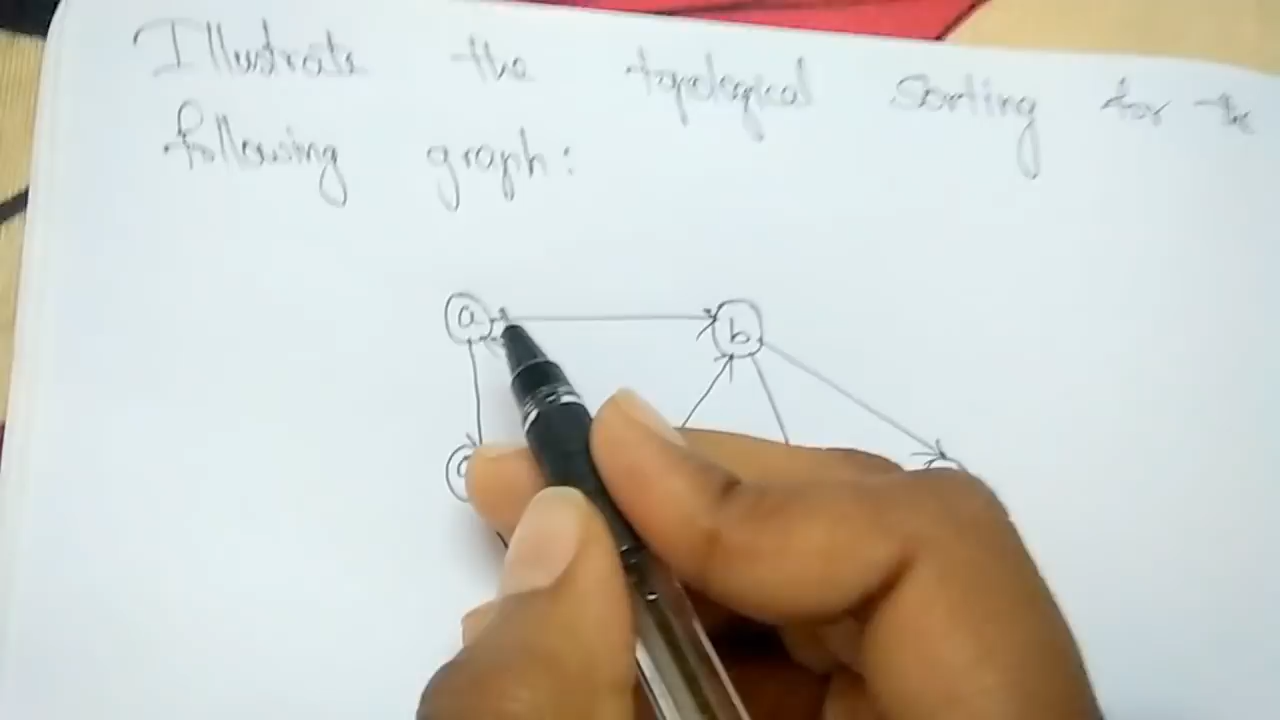 Illustrate the topological sorting for the
following graph:
a
b